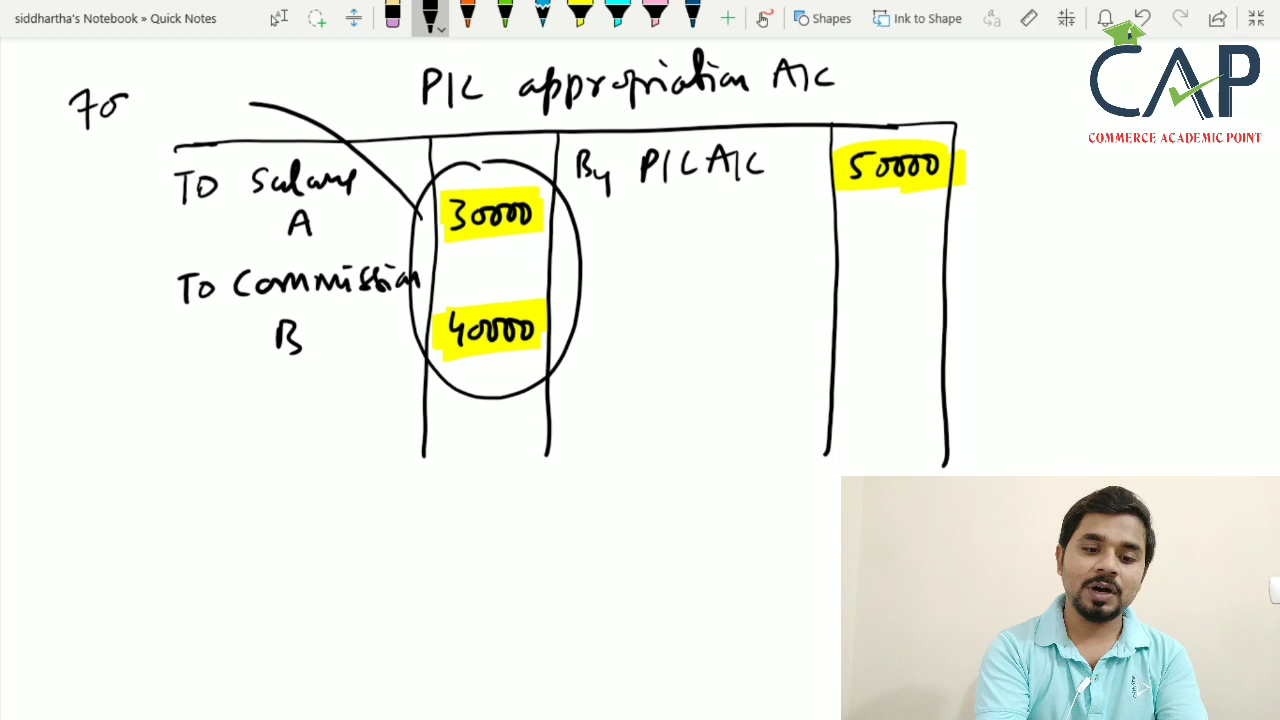 siddhartha's Notebook » Quick Notes
Shapes
Ink to Shape
CAP
COMMERCE ACADEMIC POINT
P/L appropriation A/C
70
To Salary
A
30000
By P/L A/C
50000
To Commission
B
40000